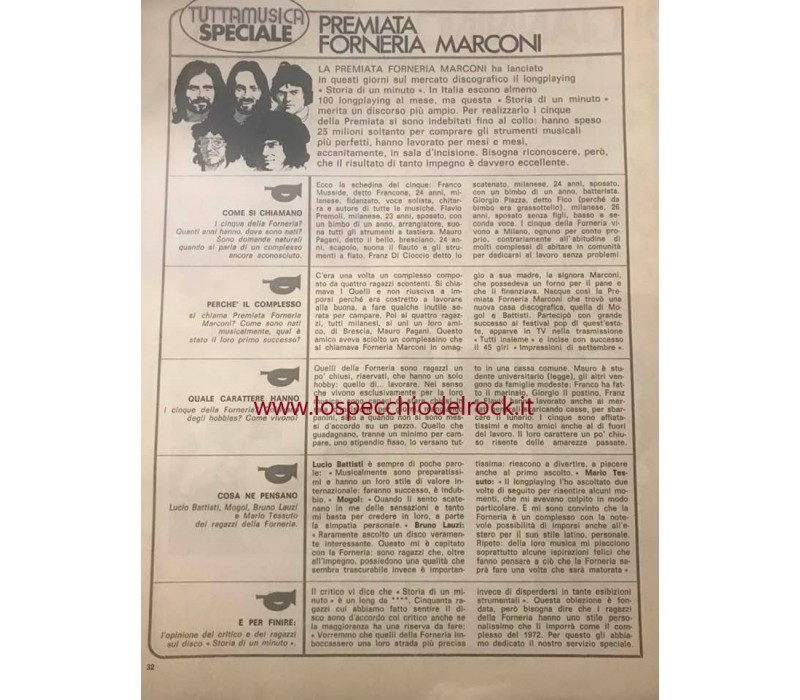 TUTTAMUSICA
SPECIALE
PREMIATA
FORNERIA MARCONI
LA PREMIATA FORNERIA MARCONI ha lanciato
in questi giorni sul mercato discografico il longplaying
« Storia di un minuto ». In Italia escono almeno
100 longplaying al mese, ma questa « Storia di un minuto »
merita un discorso più ampio. Per realizzarlo i cinque
della Premiata si sono indebitati fino al collo: hanno speso
25 milioni soltanto per comprare gli strumenti musicali
più perfetti, hanno lavorato per mesi e mesi,
accanitamente, in sala d'incisione. Bisogna riconoscere, però,
che il risultato di tanto impegno è davvero eccellente.
COME SI CHIAMANO
i cinque della Forneria?
Quanti anni hanno, dove sono nati?
Sono domande naturali
quando si parla di un complesso
ancora sconosciuto.
Ecco la schedina dei cinque: Franco
Mussida, detto Francone, 24 anni, mi-
lanese, fidanzato, voce solista, chitar-
ra e autore di tutte le musiche. Flavio
Premoli, milanese, 23 anni, sposato, con
un bimbo di un anno, arrangiatore, suo-
na tutti gli strumenti a tastiera. Mauro
Pagani, detto il bello, bresciano, 24 an-
ni, scapolo, suona il flauto e gli stru-
menti a fiato. Franz Di Cioccio detto lo
scatenato, milanese, 24 anni, sposato,
con un bimbo di un anno, batterista.
Giorgio Piazza, detto Fico (perché da
bimbo era grassottello), milanese, 26
anni, sposato senza figli, basso e se-
conda voce. I cinque della Forneria vi-
vono a Milano, ognuno per conto pro-
prio, contrariamente all'abitudine di
molti complessi di abitare in comunità
per dedicarsi al lavoro senza problemi.
PERCHE' IL COMPLESSO
si chiama Premiata Forneria
Marconi? Come sono nati
musicalmente, qual è
stato il loro primo successo?
C'era una volta un complesso compo-
sto da quattro ragazzi scontenti. Si chia-
mava I Quelli e non riusciva a im-
porsi perché era costretto a lavorare
alla buona, a fare qualche inutile se-
rata per campare. Poi ai quattro ragaz-
zi, tutti milanesi, si unì un loro ami-
co, di Brescia, Mauro Pagani. Questo
amico aveva sciolto un complessino che
si chiamava Forneria Marconi in omag-
gio a sua madre, la signora Marconi,
che possedeva un forno per il pane e
che li finanziava. Nacque così la Pre-
miata Forneria Marconi che trovò una
nuova casa discografica, quella di Mo-
gol e Battisti. Partecipò con grande
successo ai festival pop di quest'esta-
te, apparve in TV nella trasmissione
« Tutti insieme » e incise con successo
il 45 giri « Impressioni di settembre ».
QUALE CARATTERE HANNO
i cinque della Forneria?
degli hobbies? Come vivono?
Quelli della Forneria sono ragazzi un
po' chiusi, riservati, che hanno un solo
hobby: quello di... lavorare. Nel senso
che vivono esclusivamente per la loro
panini, sino a quando non si sono mes-
si d'accordo su un pezzo. Quello che
guadagnano, tranne un minimo per cam-
pare, uno stipendio fisso, lo versano tut-
to in una cassa comune. Mauro è stu-
dente universitario (legge), gli altri ven-
gono da famiglie modeste: Franco ha fat-
to il marinaio, Giorgio il postino, Franz
e Flavio hanno lavorato anche ai mer-
caricando casse, per sbar-
I cinque sono affiata-
tissimi e molto amici anche al di fuori
del lavoro. Il loro carattere un po' chiu-
so risente delle amarezze passate.
www.lospecchiodelrock.it
COSA NE PENSANO
Lucio Battisti, Mogol, Bruno Lauzi
e Mario Tessuto
dei ragazzi della Forneria.
Lucio Battisti è sempre di poche paro-
le: « Musicalmente sono preparatissi-
mi e hanno un loro stile di valore in-
ternazionale: faranno successo, è indub-
bio. » Mogol: « Quando li sento scate-
nano in me delle sensazioni e tanto
mi basta per credere in loro, a parte
la simpatia personale. » Bruno Lauzi:
« Raramente ascolto un disco veramen-
te interessante. Questo mi è capitato
con la Forneria: sono ragazzi che, oltre
all'impegno, possiedono una qualità che
sembra trascurabile invece è importan-
tissima: riescono a divertire, a piacere
anche al primo ascolto. » Mario Tes-
suto: « Il longplaying l'ho ascoltato due
volte di seguito per risentire alcuni mo-
menti, che mi avevano colpito in modo
particolare. E mi sono convinto che la
Forneria è un complesso con la note-
vole possibilità di imporsi anche all'e-
stero per il suo stile latino, personale.
Ripeto: della loro musica mi piacciono
soprattutto alcune ispirazioni felici che
fanno pensare a ciò che la Forneria sa-
prà fare una volta che sarà maturata ».
E PER FINIRE:
l'opinione del critico e dei ragazzi
sul disco « Storia di un minuto ».
Il critico vi dice che « Storia di un mi-
nuto » è un long da ****. Cinquanta ra-
gazzi cui abbiamo fatto sentire il di-
sco sono d'accordo col critico anche se
la maggioranza ha una riserva da fare:
« Vorremmo che quelli della Forneria im-
boccassero una loro strada più precisa
invece di disperdersi in tante esibizioni
strumentali ». Questa obiezione è fon-
data, però bisogna dire che i ragazzi
della Forneria hanno uno stile perso-
nalissimo che li imporrà come il com-
plesso del 1972. Per questo gli abbia-
mo dedicato il nostro servizio speciale.
32